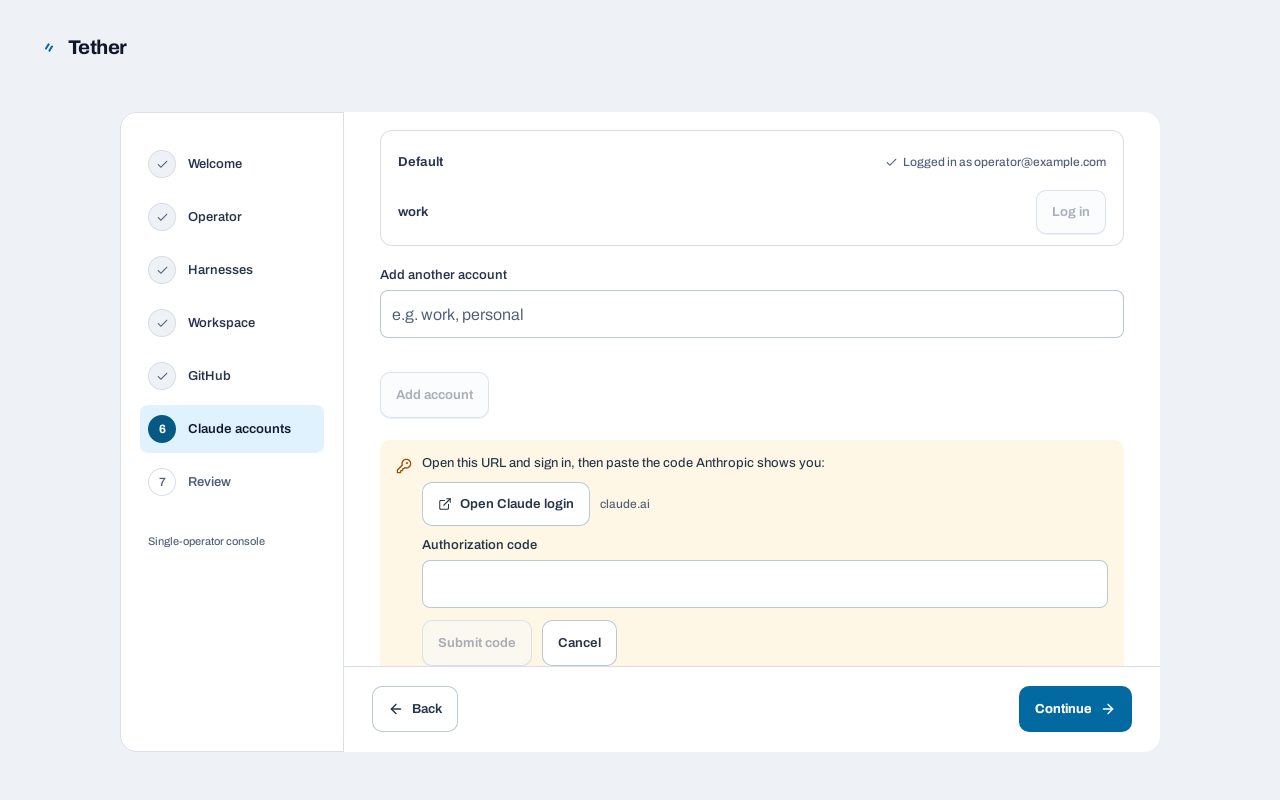 Tether
Welcome
Operator
Harnesses
Workspace
GitHub
6 Claude accounts
7 Review
Single-operator console
Default
Logged in as operator@example.com
work
Log in
Add another account
e.g. work, personal
Add account
Open this URL and sign in, then paste the code Anthropic shows you:
Open Claude login
claude.ai
Authorization code
Submit code
Cancel
Back
Continue